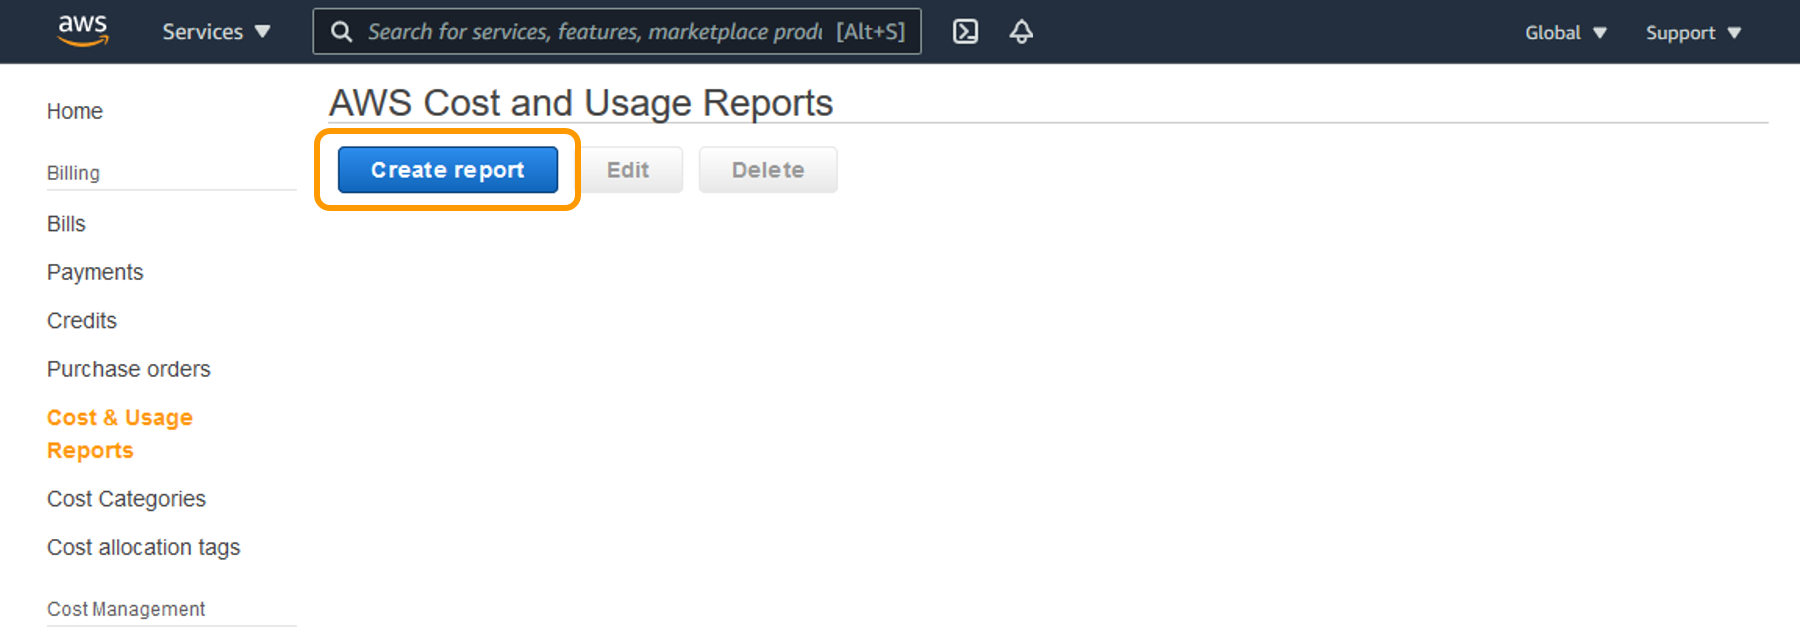 aws
Services
Search for services, features, marketplace produ [Alt+S]
Global
Support
Home
Billing
Bills
Payments
Credits
Purchase orders
Cost & Usage
Reports
Cost Categories
Cost allocation tags
Cost Management
AWS Cost and Usage Reports
Create report
Edit
Delete